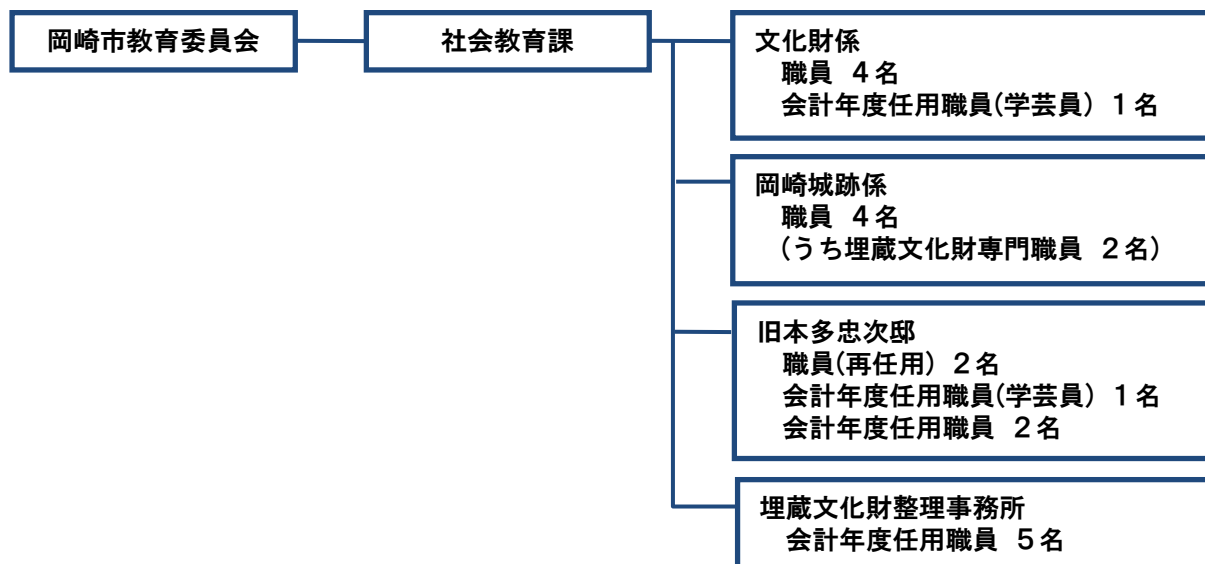 岡崎市教育委員会
社会教育課
文化財係
職員 ４名
会計年度任用職員(学芸員) １名
岡崎城跡係
職員 ４名
(うち埋蔵文化財専門職員 ２名)
旧本多忠次邸
職員(再任用) ２名
会計年度任用職員(学芸員) １名
会計年度任用職員 ２名
埋蔵文化財整理事務所
会計年度任用職員 ５名